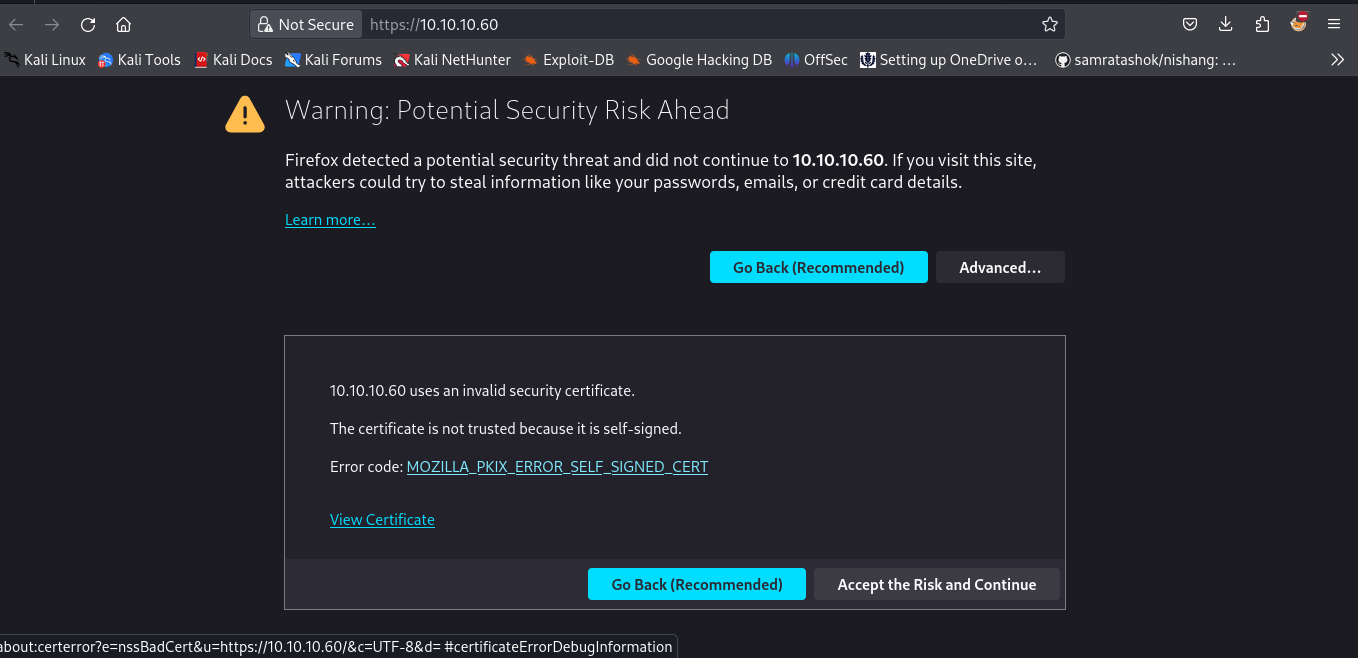 Not Secure https://10.10.10.60
Kali Linux Kali Tools Kali Docs Kali Forums Kali NetHunter Exploit-DB Google Hacking DB OffSec Setting up OneDrive o... samratashok/nishang: ...
Warning: Potential Security Risk Ahead
Firefox detected a potential security threat and did not continue to 10.10.10.60. If you visit this site,
attackers could try to steal information like your passwords, emails, or credit card details.
Learn more...
Go Back (Recommended) Advanced...
10.10.10.60 uses an invalid security certificate.
The certificate is not trusted because it is self-signed.
Error code: MOZILLA_PKIX_ERROR_SELF_SIGNED_CERT
View Certificate
Go Back (Recommended) Accept the Risk and Continue
about:certerror?e=nssBadCert&u=https://10.10.10.60/&c=UTF-8&d= #certificateErrorDebugInformation